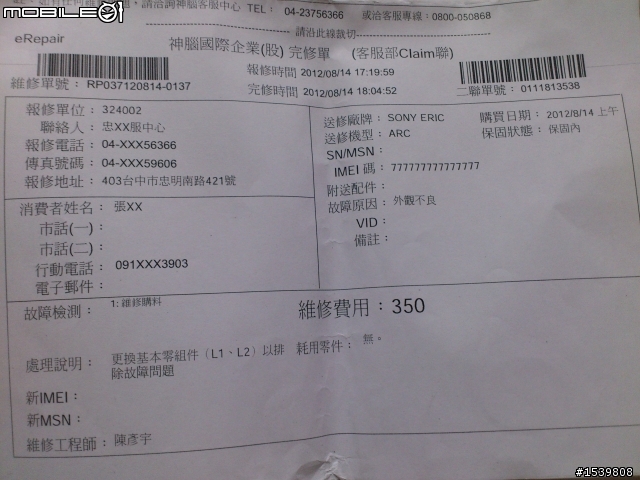 mobile01
請洽詢神腦客服中心 TEL： 04-23756366 或洽客服專線：0800-050868
請沿此線裁切
eRepair
神腦國際企業(股) 完修單 (客服部Claim聯)
報修時間 2012/08/14 17:19:59
維修單號： RP037120814-0137
完修時間 2012/08/14 18:04:52
二聯單號： 0111813538
報修單位： 324002
聯絡人： 忠XX服中心
報修電話： 04-XXX56366
傳真號碼： 04-XXX59606
報修地址： 403台中市忠明南路421號
送修廠牌： SONY ERIC
購買日期： 2012/8/14 上午
送修機型： ARC
保固狀態： 保固內
SN/MSN：
IMEI 碼： 777777777777777
附送配件：
故障原因： 外觀不良
VID：
備註：
消費者姓名： 張XX
市話(一)：
市話(二)：
行動電話： 091XXX3903
電子郵件：
故障檢測： 1: 維修購料
維修費用：350
處理說明： 更換基本零組件（L1、L2）以排除故障問題
耗用零件： 無。
新IMEI：
新MSN：
維修工程師： 陳彥宇
#1539808